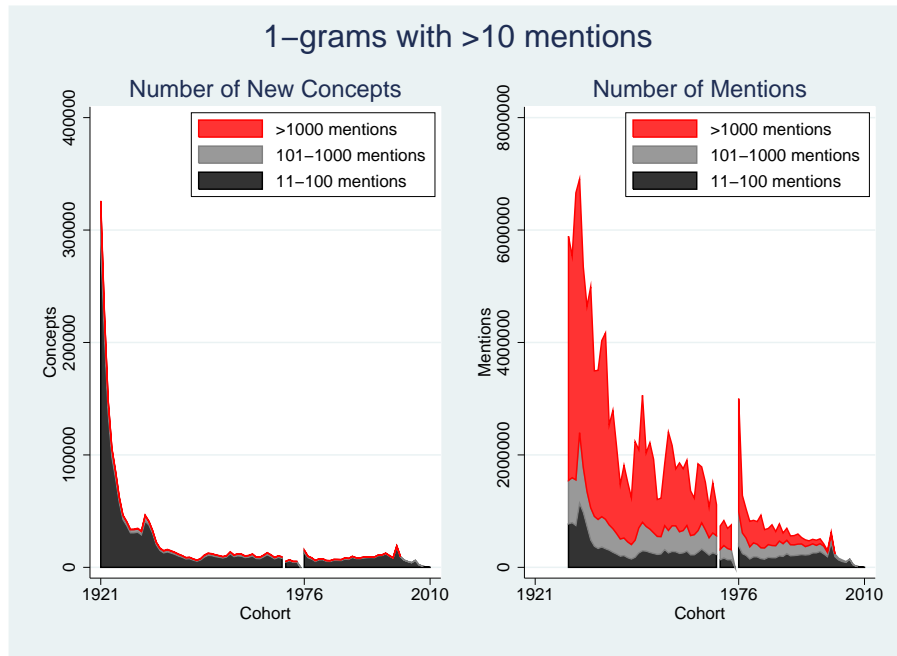 1−grams with >10 mentions
Number of New Concepts
>1000 mentions
101−1000 mentions
11−100 mentions
Concepts
400000
300000
200000
100000
0
1921
1976
2010
Cohort
Number of Mentions
>1000 mentions
101−1000 mentions
11−100 mentions
Mentions
8000000
6000000
4000000
2000000
0
1921
1976
2010
Cohort